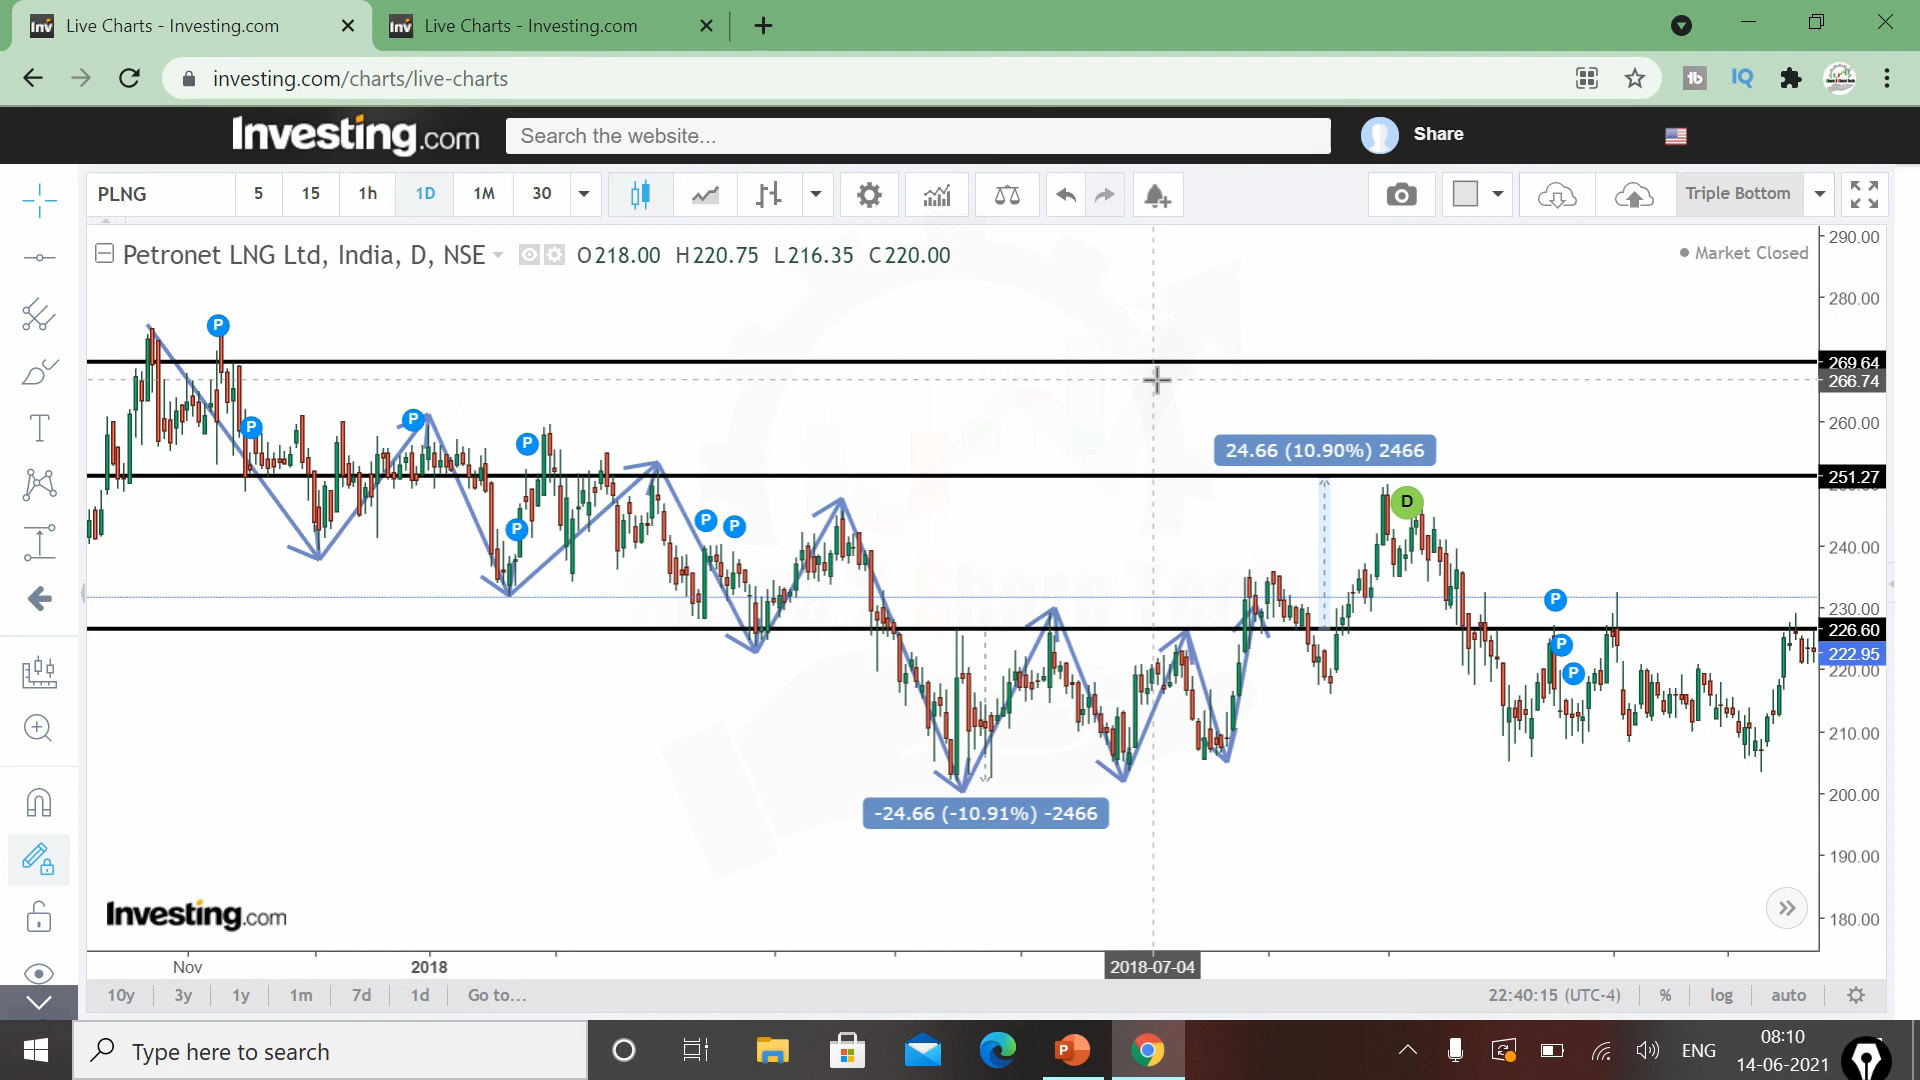 Live Charts - Investing.com
Live Charts - Investing.com
investing.com/charts/live-charts
Investing.com
Search the website...
Share
PLNG 5 15 1h 1D 1M 30
Triple Bottom
Petronet LNG Ltd, India, D, NSE O218.00 H220.75 L216.35 C220.00
Market Closed
290.00
280.00
269.64
266.74
260.00
251.27
240.00
230.00
226.60
222.95
220.00
210.00
200.00
190.00
180.00
P
P
P
P
P
P
P
24.66 (10.90%) 2466
D
P
P
P
-24.66 (-10.91%) -2466
Investing.com
Nov 2018 2018-07-04
10y 3y 1y 1m 7d 1d Go to...
22:40:15 (UTC-4) % log auto
Type here to search
ENG
08:10
14-06-2021